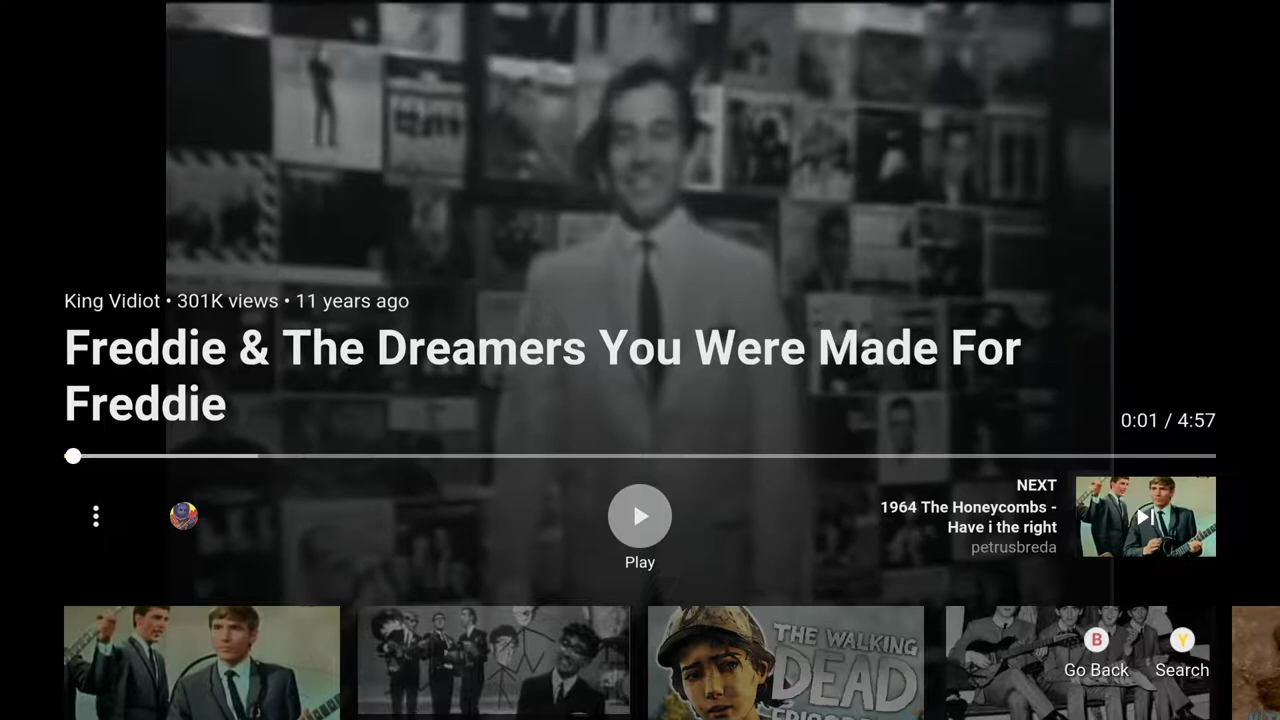 King Vidiot • 301K views • 11 years ago
Freddie & The Dreamers You Were Made For
Freddie
0:01 / 4:57
NEXT
1964 The Honeycombs -
Have i the right
petrusbreda
Play
THE WALKING
DEAD
EPISODE
B
Y
Go Back
Search